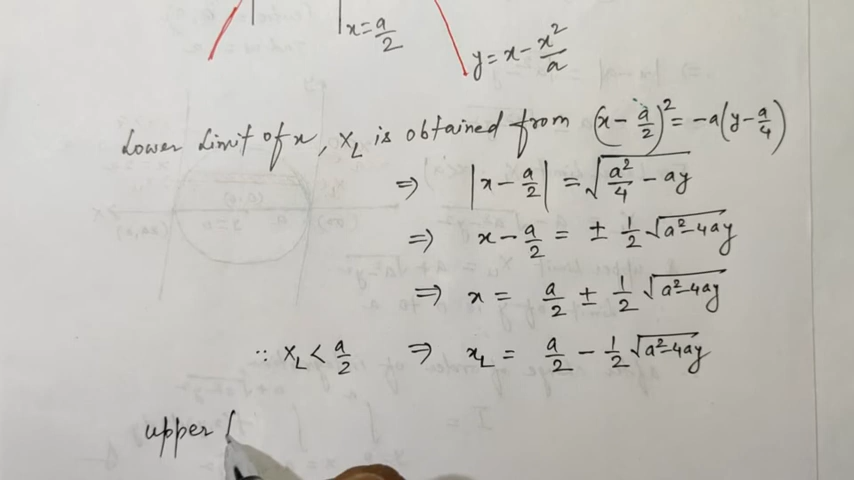 x = a/2
y = x - x²/a
Lower Limit of x, x_L is obtained from (x - a/2)² = -a(y - a/4)
⇒ |x - a/2| = √(a²/4 - ay)
⇒ x - a/2 = ± 1/2 √(a²-4ay)
⇒ x = a/2 ± 1/2 √(a²-4ay)
∵ x_L < a/2 ⇒ x_L = a/2 - 1/2 √(a²-4ay)
upper